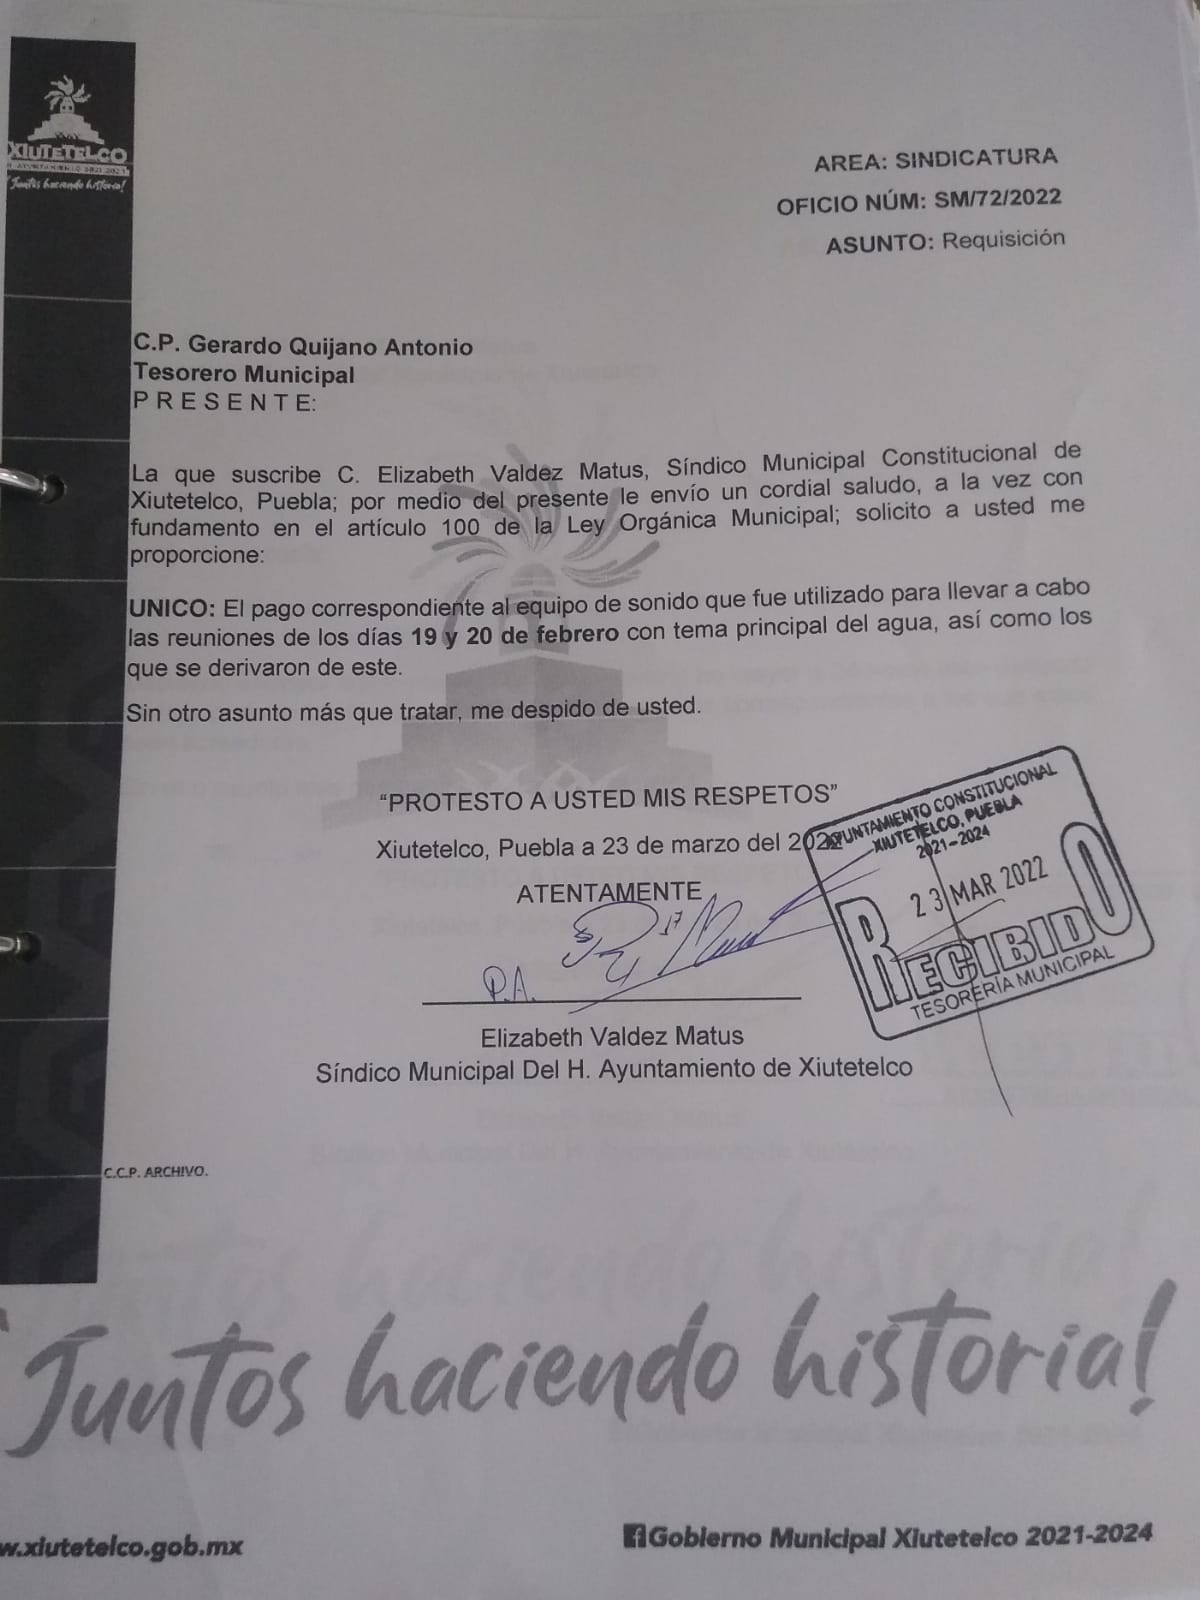 XIUTETELCO
H. AYUNTAMIENTO 2021-2024
¡Juntos haciendo historia!
AREA: SINDICATURA
OFICIO NÚM: SM/72/2022
ASUNTO: Requisición
C.P. Gerardo Quijano Antonio
Tesorero Municipal
P R E S E N T E:
La que suscribe C. Elizabeth Valdez Matus, Síndico Municipal Constitucional de
Xiutetelco, Puebla; por medio del presente le envío un cordial saludo, a la vez con
fundamento en el artículo 100 de la Ley Orgánica Municipal; solicito a usted me
proporcione:
UNICO: El pago correspondiente al equipo de sonido que fue utilizado para llevar a cabo
las reuniones de los días 19 y 20 de febrero con tema principal del agua, así como los
que se derivaron de este.
Sin otro asunto más que tratar, me despido de usted.
“PROTESTO A USTED MIS RESPETOS”
Xiutetelco, Puebla a 23 de marzo del 2022
ATENTAMENTE
P.A.
Elizabeth Valdez Matus
Síndico Municipal Del H. Ayuntamiento de Xiutetelco
AYUNTAMIENTO CONSTITUCIONAL
XIUTETELCO, PUEBLA
2021-2024
23 MAR 2022
RECIBIDO
TESORERÍA MUNICIPAL
C.C.P. ARCHIVO.
¡Juntos haciendo historia!
w.xiutetelco.gob.mx
Gobierno Municipal Xiutetelco 2021-2024